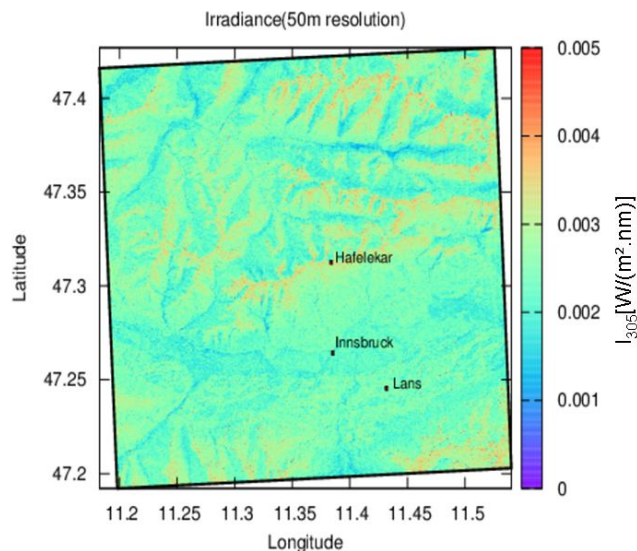 Irradiance(50m resolution)
47.4
47.35
47.3
47.25
47.2
Latitude
11.2 11.25 11.3 11.35 11.4 11.45 11.5
Longitude
Hafelekar
Innsbruck
Lans
0.005
0.004
0.003
0.002
0.001
0
I₃₀₅[W/(m².nm)]